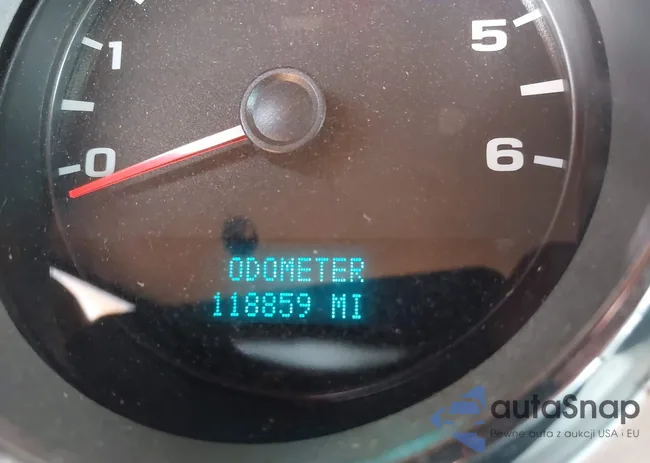 1
5
0
6
ODOMETER
118859 MI
autaSnap
Pewne auta z aukcji USA i EU